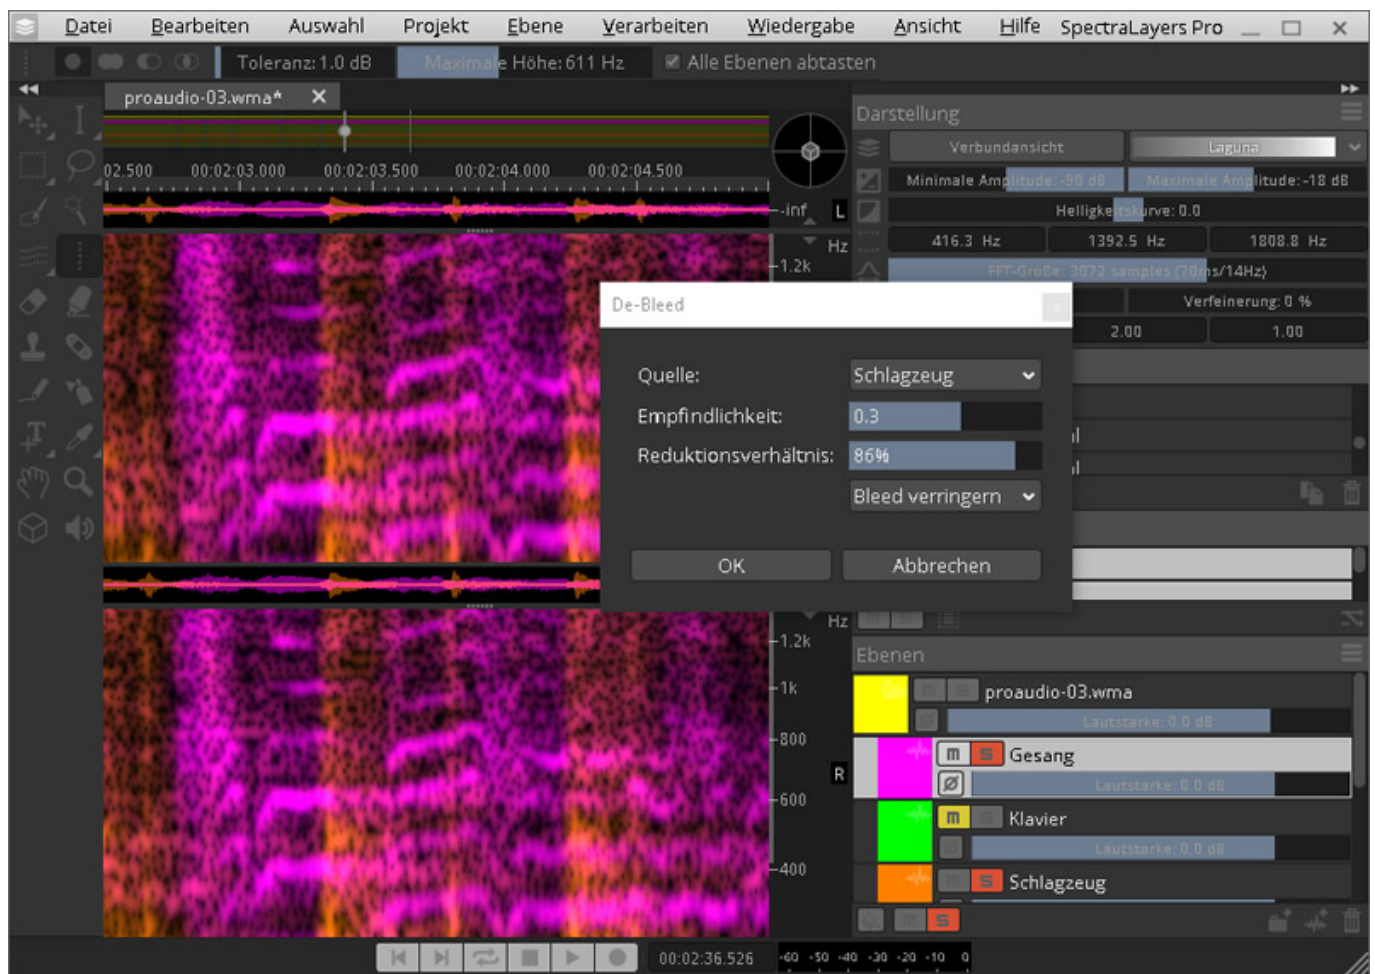 Datei Bearbeiten Auswahl Projekt Ebene Verarbeiten Wiedergabe Ansicht Hilfe SpectraLayers Pro
Toleranz: 1.0 dB Maximale Höhe: 611 Hz Alle Ebenen abtasten
proaudio-03.wma*
Darstellung
Verbundansicht Laguna
02.500 00:02:03.000 00:02:03.500 00:02:04.000 00:02:04.500
Minimale Amplitude: -90 dB Maximale Amplitude: -18 dB
-inf L Helligkeitskurve: 0.0
Hz 416.3 Hz 1392.5 Hz 1808.8 Hz
1.2k FFT-Große: 3072 samples (70ms/14Hz)
De-Bleed
Verfeinerung: 0 %
2.00 1.00
Quelle: Schlagzeug
Empfindlichkeit: 0.3
Reduktionsverhältnis: 86%
Bleed verringern
OK Abbrechen
Hz
1.2k
Ebenen
1k
m S proaudio-03.wma
Lautstarke: 0.0 dB
800
m S Gesang
R
Lautstarke: 0.0 dB
600
m S Klavier
Lautstarke: 0.0 dB
400
m S Schlagzeug
m S
00:02:36.526 -60 -50 -40 -30 -20 -10 0